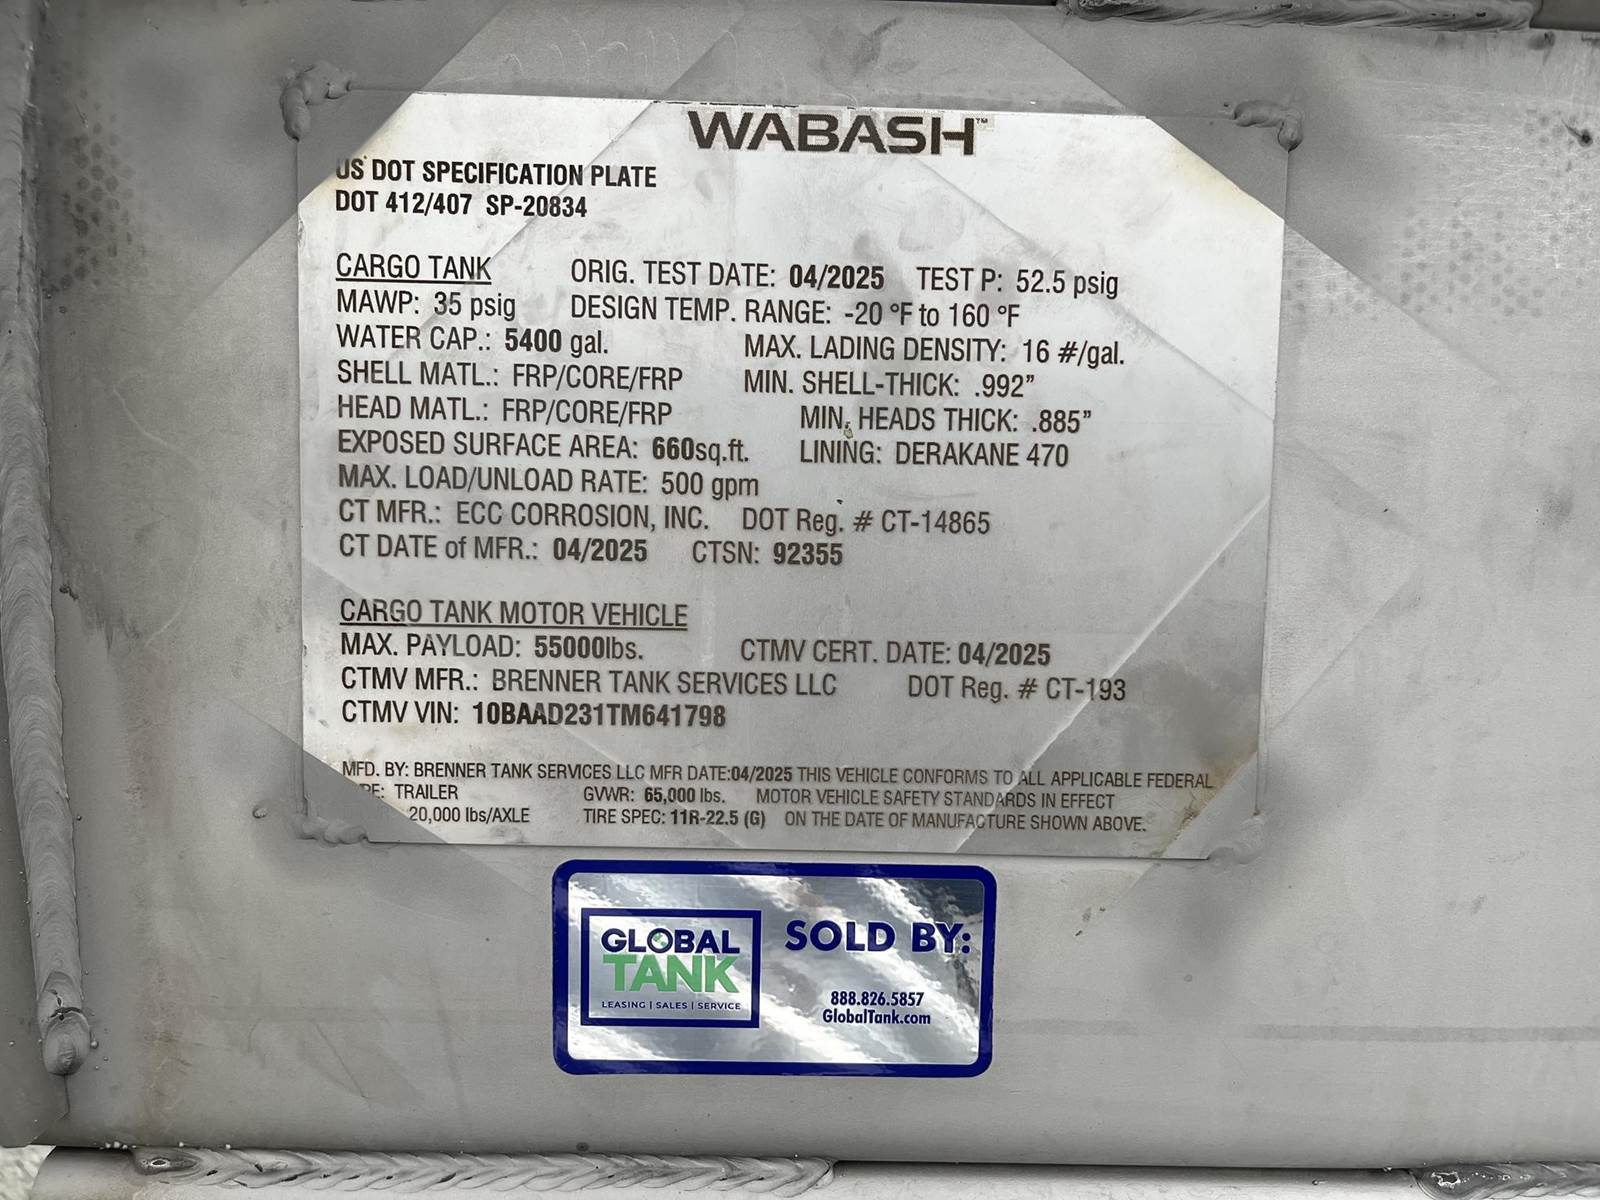 WABASH™
US DOT SPECIFICATION PLATE
DOT 412/407 SP-20834
CARGO TANK ORIG. TEST DATE: 04/2025 TEST P: 52.5 psig
MAWP: 35 psig DESIGN TEMP. RANGE: -20 °F to 160 °F
WATER CAP.: 5400 gal. MAX. LADING DENSITY: 16 #/gal.
SHELL MATL.: FRP/CORE/FRP MIN. SHELL-THICK: .992”
HEAD MATL.: FRP/CORE/FRP MIN. HEADS THICK: .885”
EXPOSED SURFACE AREA: 660sq.ft. LINING: DERAKANE 470
MAX. LOAD/UNLOAD RATE: 500 gpm
CT MFR.: ECC CORROSION, INC. DOT Reg. # CT-14865
CT DATE of MFR.: 04/2025 CTSN: 92355
CARGO TANK MOTOR VEHICLE
MAX. PAYLOAD: 55000lbs. CTMV CERT. DATE: 04/2025
CTMV MFR.: BRENNER TANK SERVICES LLC DOT Reg. # CT-193
CTMV VIN: 10BAAD231TM641798
MFD. BY: BRENNER TANK SERVICES LLC MFR DATE:04/2025 THIS VEHICLE CONFORMS TO ALL APPLICABLE FEDERAL
TRAILER GVWR: 65,000 lbs. MOTOR VEHICLE SAFETY STANDARDS IN EFFECT
20,000 lbs/AXLE TIRE SPEC: 11R-22.5 (G) ON THE DATE OF MANUFACTURE SHOWN ABOVE.
GLOBAL
TANK
LEASING | SALES | SERVICE
SOLD BY:
888.826.5857
GlobalTank.com